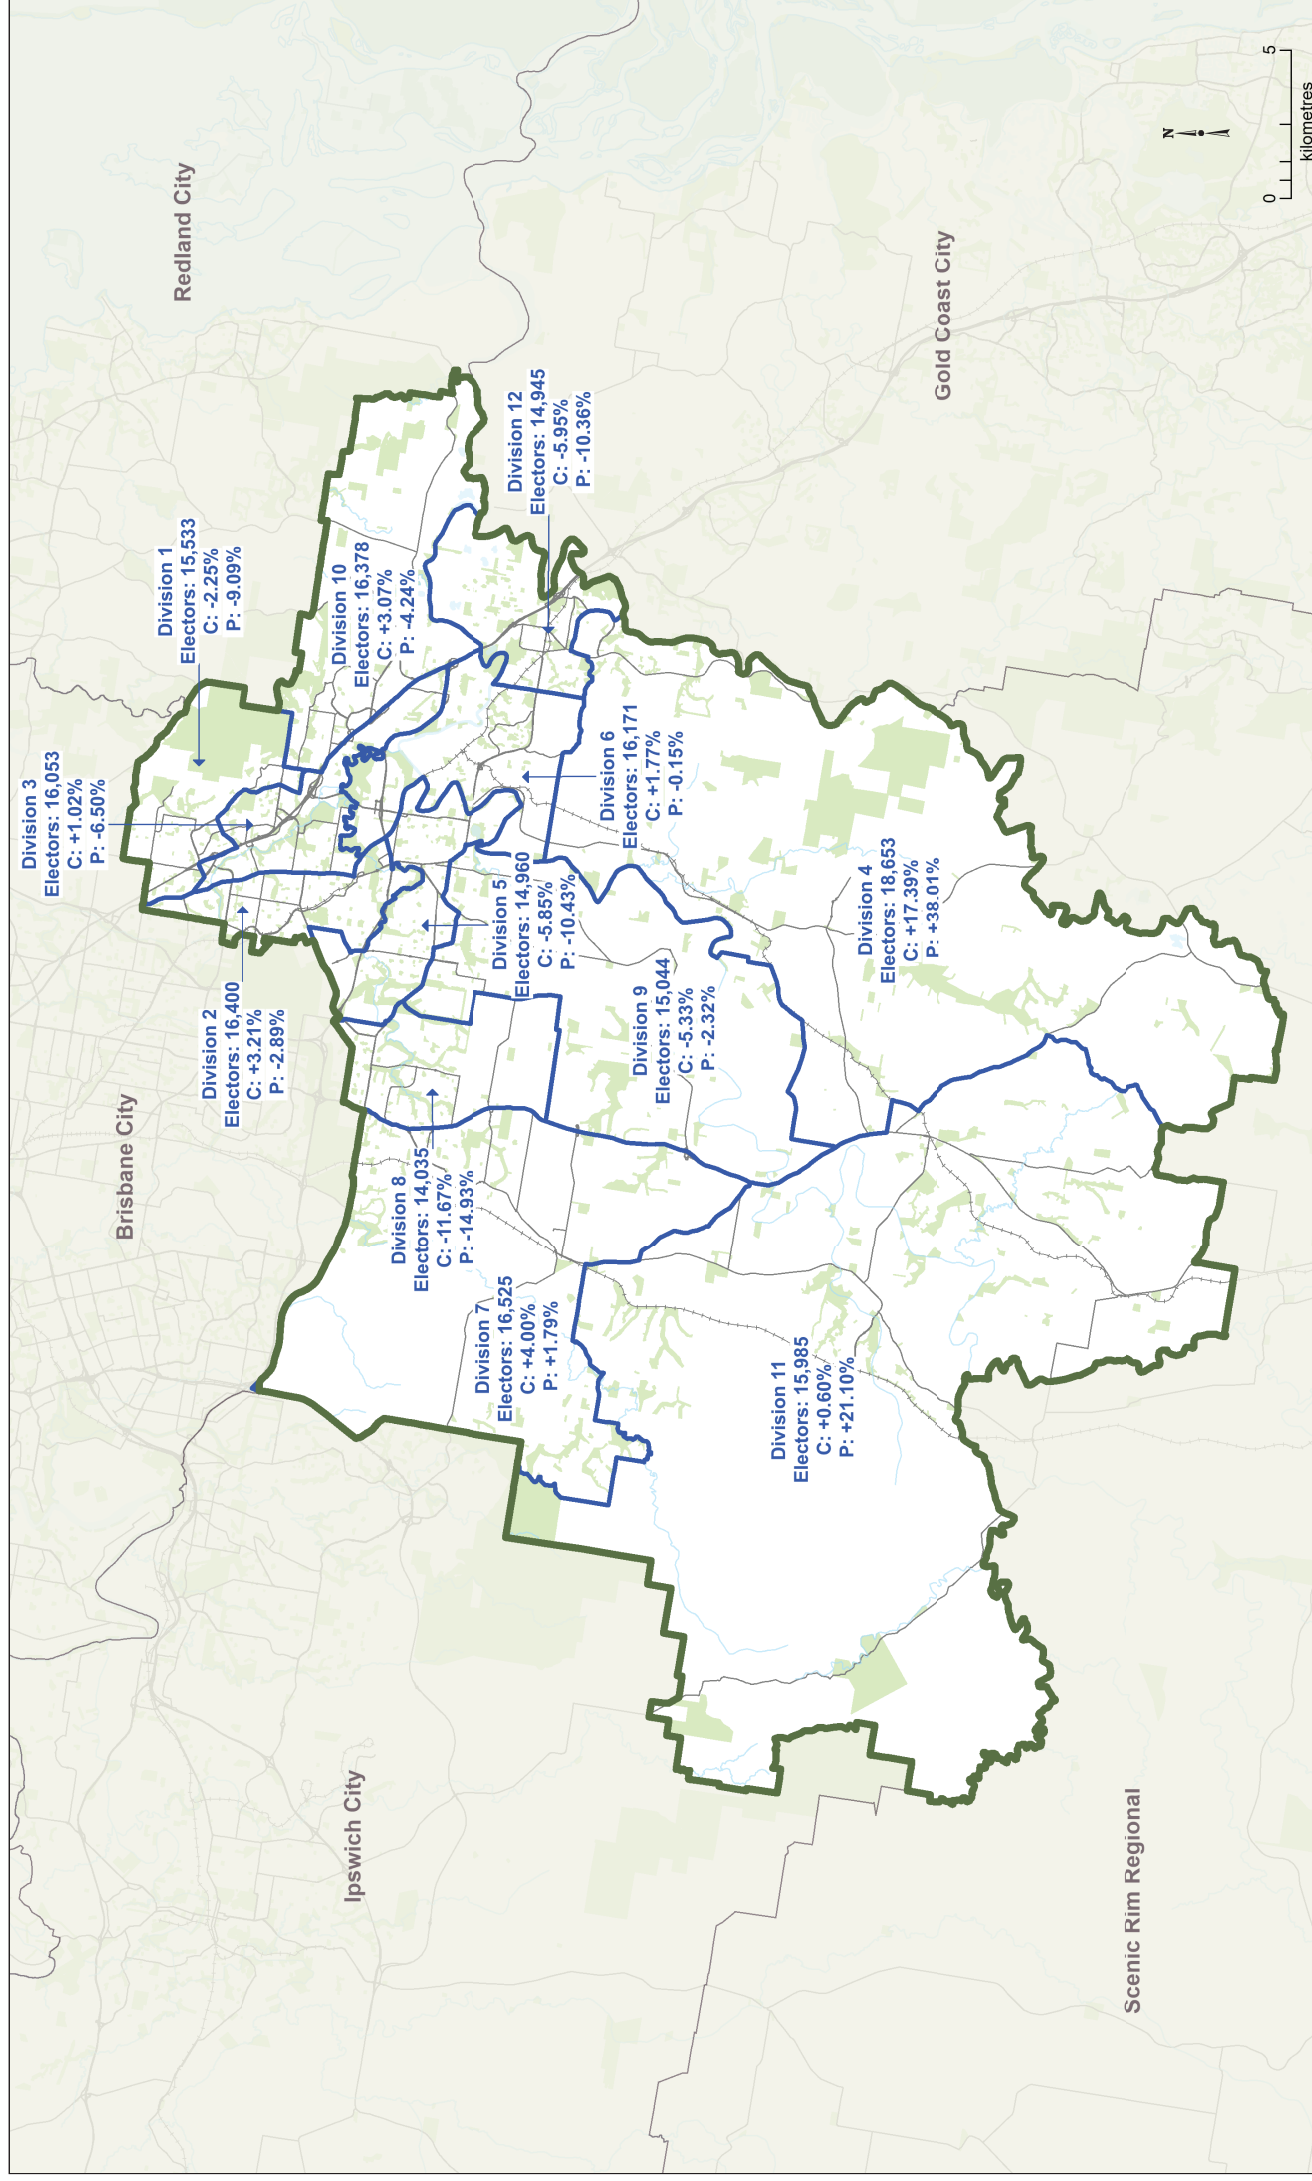 Brisbane City
Redland City
Ipswich City
Gold Coast City
Scenic Rim Regional
Division 1
Electors: 15,533
C: -2.25%
P: -9.09%
Division 2
Electors: 16,400
C: +3.21%
P: -2.89%
Division 3
Electors: 16,053
C: +1.02%
P: -6.50%
Division 4
Electors: 18,653
C: +17.39%
P: +38.01%
Division 5
Electors: 14,960
C: -5.85%
P: -10.43%
Division 6
Electors: 16,171
C: +1.77%
P: -0.15%
Division 7
Electors: 16,525
C: +4.00%
P: +1.79%
Division 8
Electors: 14,035
C: -11.67%
P: -14.93%
Division 9
Electors: 15,044
C: -5.33%
P: -2.32%
Division 10
Electors: 16,378
C: +3.07%
P: -4.24%
Division 11
Electors: 15,985
C: +0.60%
P: +21.10%
Division 12
Electors: 14,945
C: -5.95%
P: -10.36%
N
0 5
kilometres